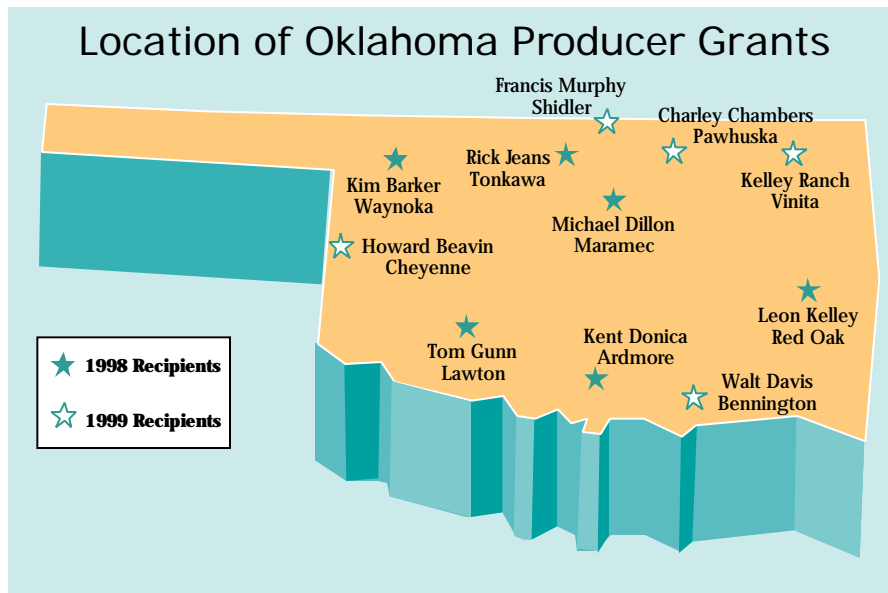 Location of Oklahoma Producer Grants
Francis Murphy
Shidler
Charley Chambers
Pawhuska
Rick Jeans
Tonkawa
Kim Barker
Waynoka
Kelley Ranch
Vinita
Michael Dillon
Maramec
Howard Beavin
Cheyenne
Leon Kelley
Red Oak
Kent Donica
Ardmore
Tom Gunn
Lawton
Walt Davis
Bennington
1998 Recipients
1999 Recipients